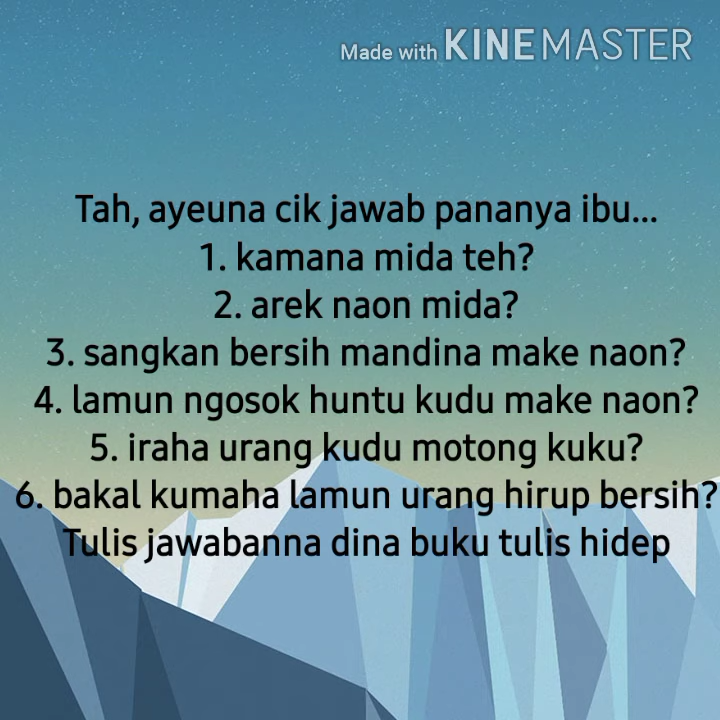 Made with KINEMASTER
Tah, ayeuna cik jawab pananya ibu...
1. kamana mida teh?
2. arek naon mida?
3. sangkan bersih mandina make naon?
4. lamun ngosok huntu kudu make naon?
5. iraha urang kudu motong kuku?
6. bakal kumaha lamun urang hirup bersih?
Tulis jawabanna dina buku tulis hidep